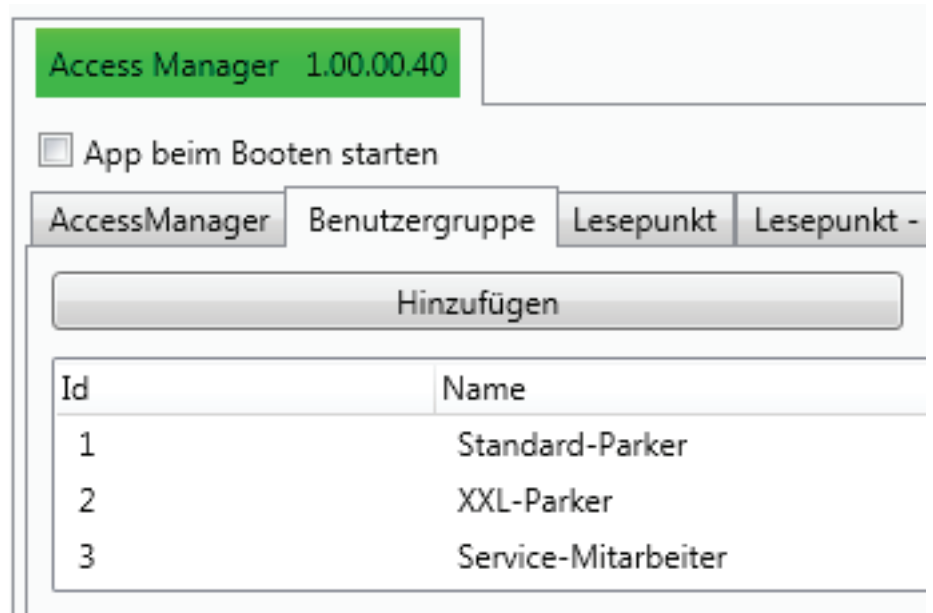 Access Manager 1.00.00.40
App beim Booten starten
AccessManager Benutzergruppe Lesepunkt Lesepunkt -
Hinzufügen
Id Name
1 Standard-Parker
2 XXL-Parker
3 Service-Mitarbeiter